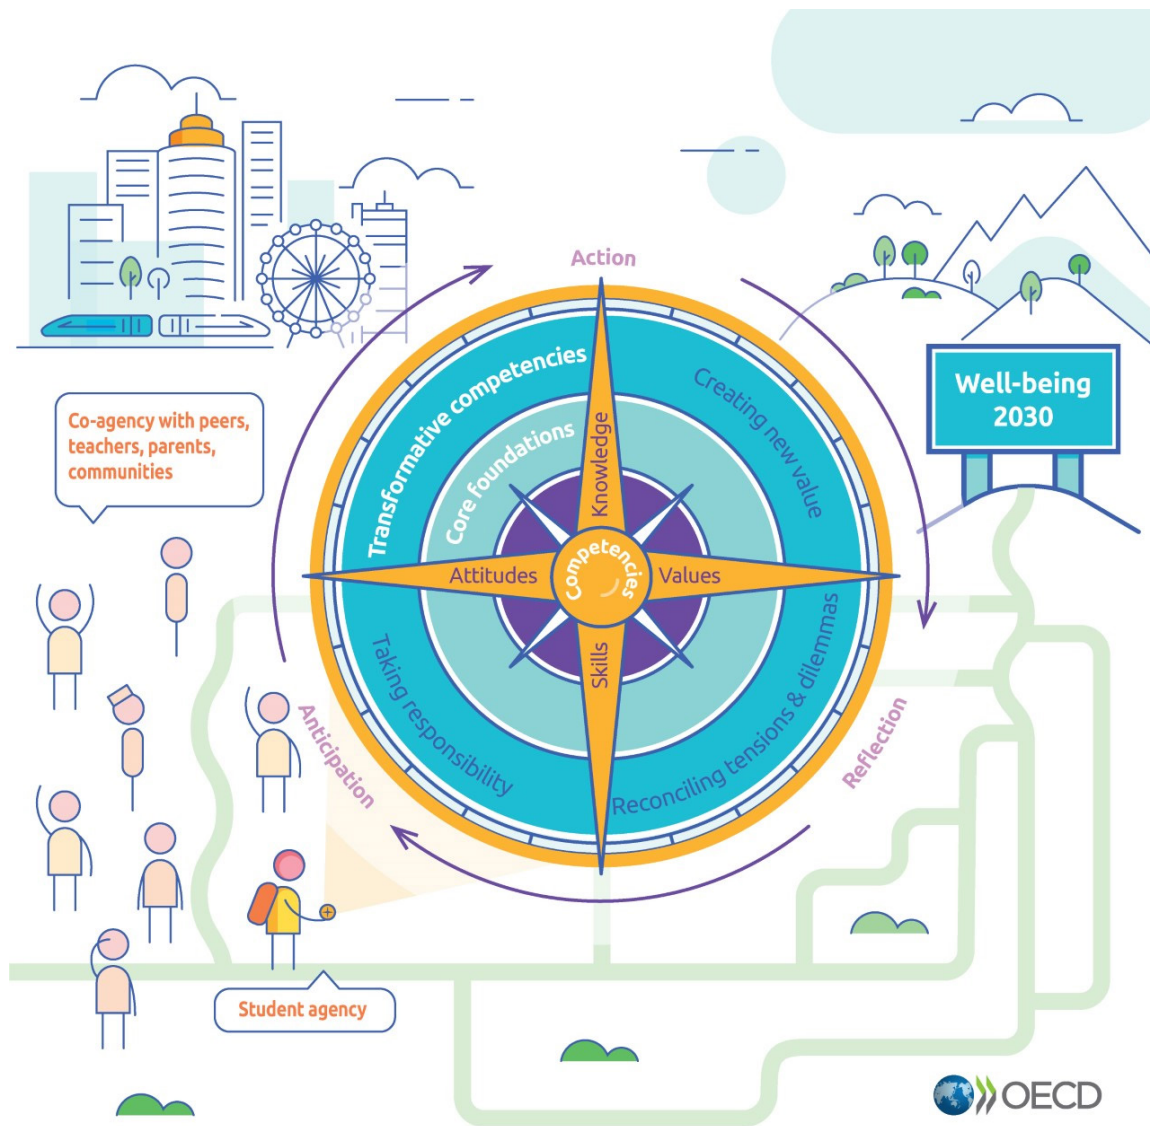 Action
Co-agency with peers,
teachers, parents,
communities
Transformative competencies
Core foundations
Creating new value
Well-being
2030
Knowledge
Attitudes
Competencies
Values
Skills
Taking responsibility
Reconciling tensions & dilemmas
Anticipation
Reflection
Student agency
OECD